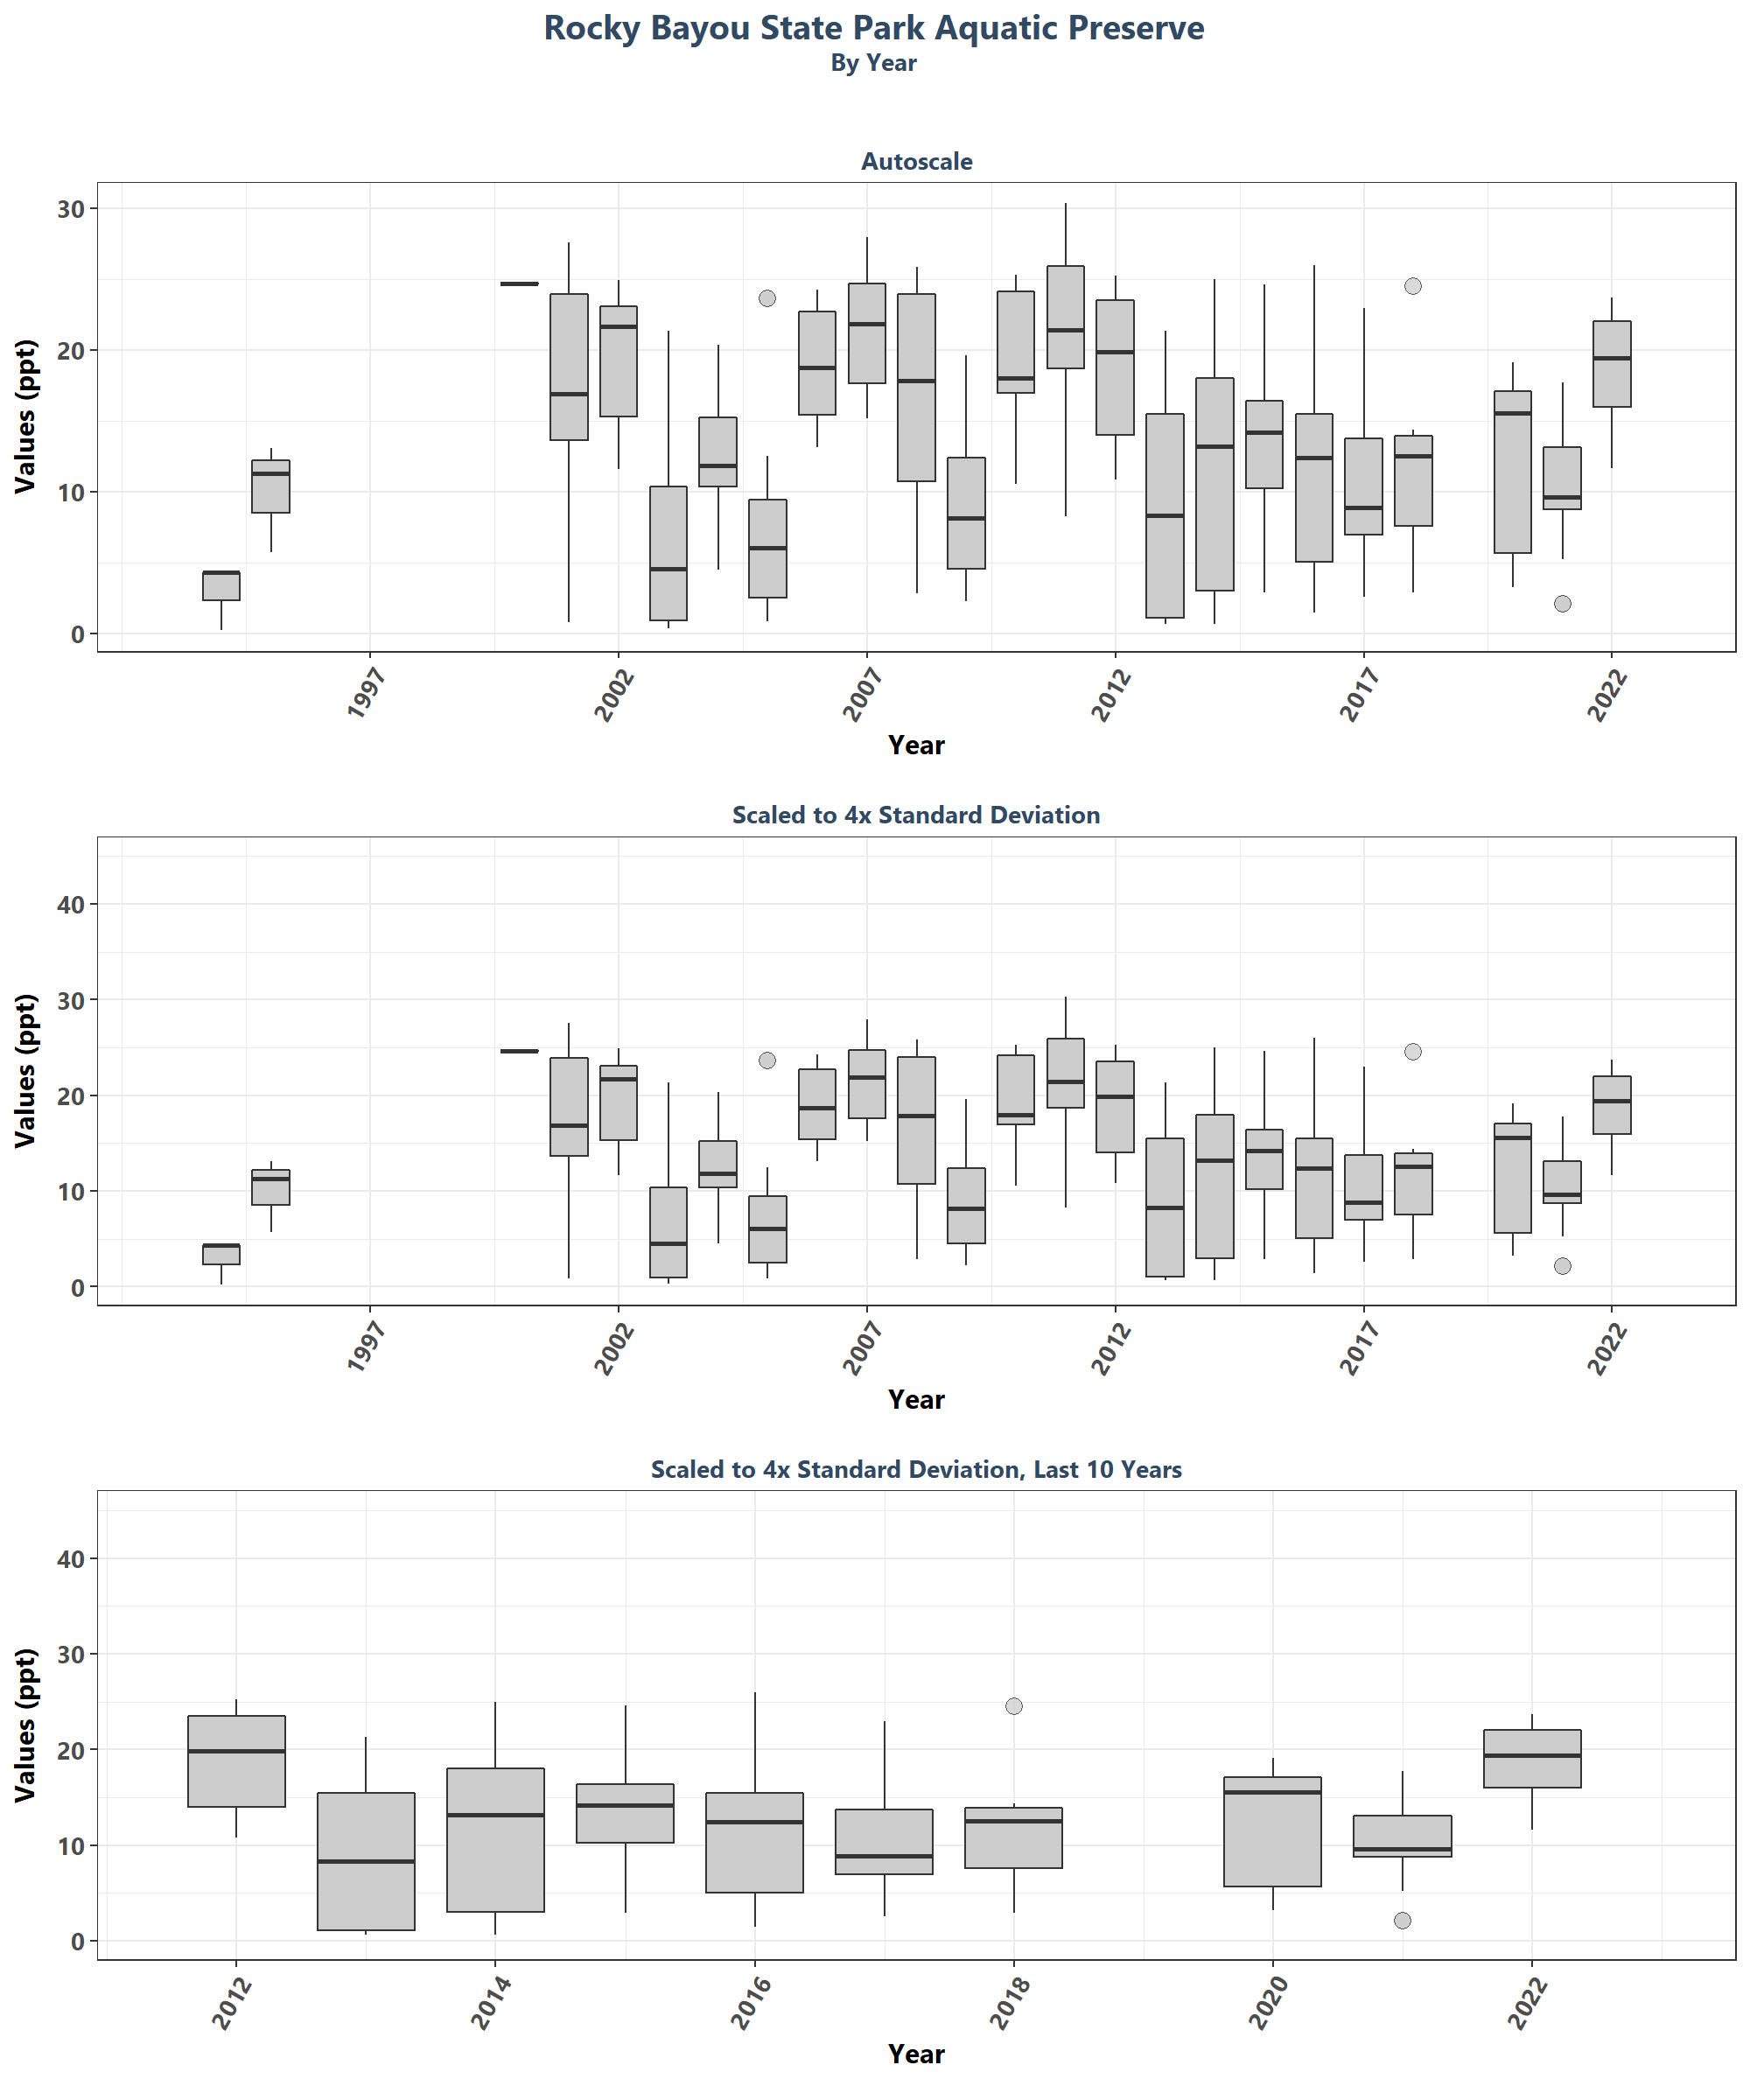 Rocky Bayou State Park Aquatic Preserve
By Year
Autoscale
Values (ppt)
30
20
10
0
1997 2002 2007 2012 2017 2022
Year
Scaled to 4x Standard Deviation
Values (ppt)
40
30
20
10
0
1997 2002 2007 2012 2017 2022
Year
Scaled to 4x Standard Deviation, Last 10 Years
Values (ppt)
40
30
20
10
0
2012 2014 2016 2018 2020 2022
Year